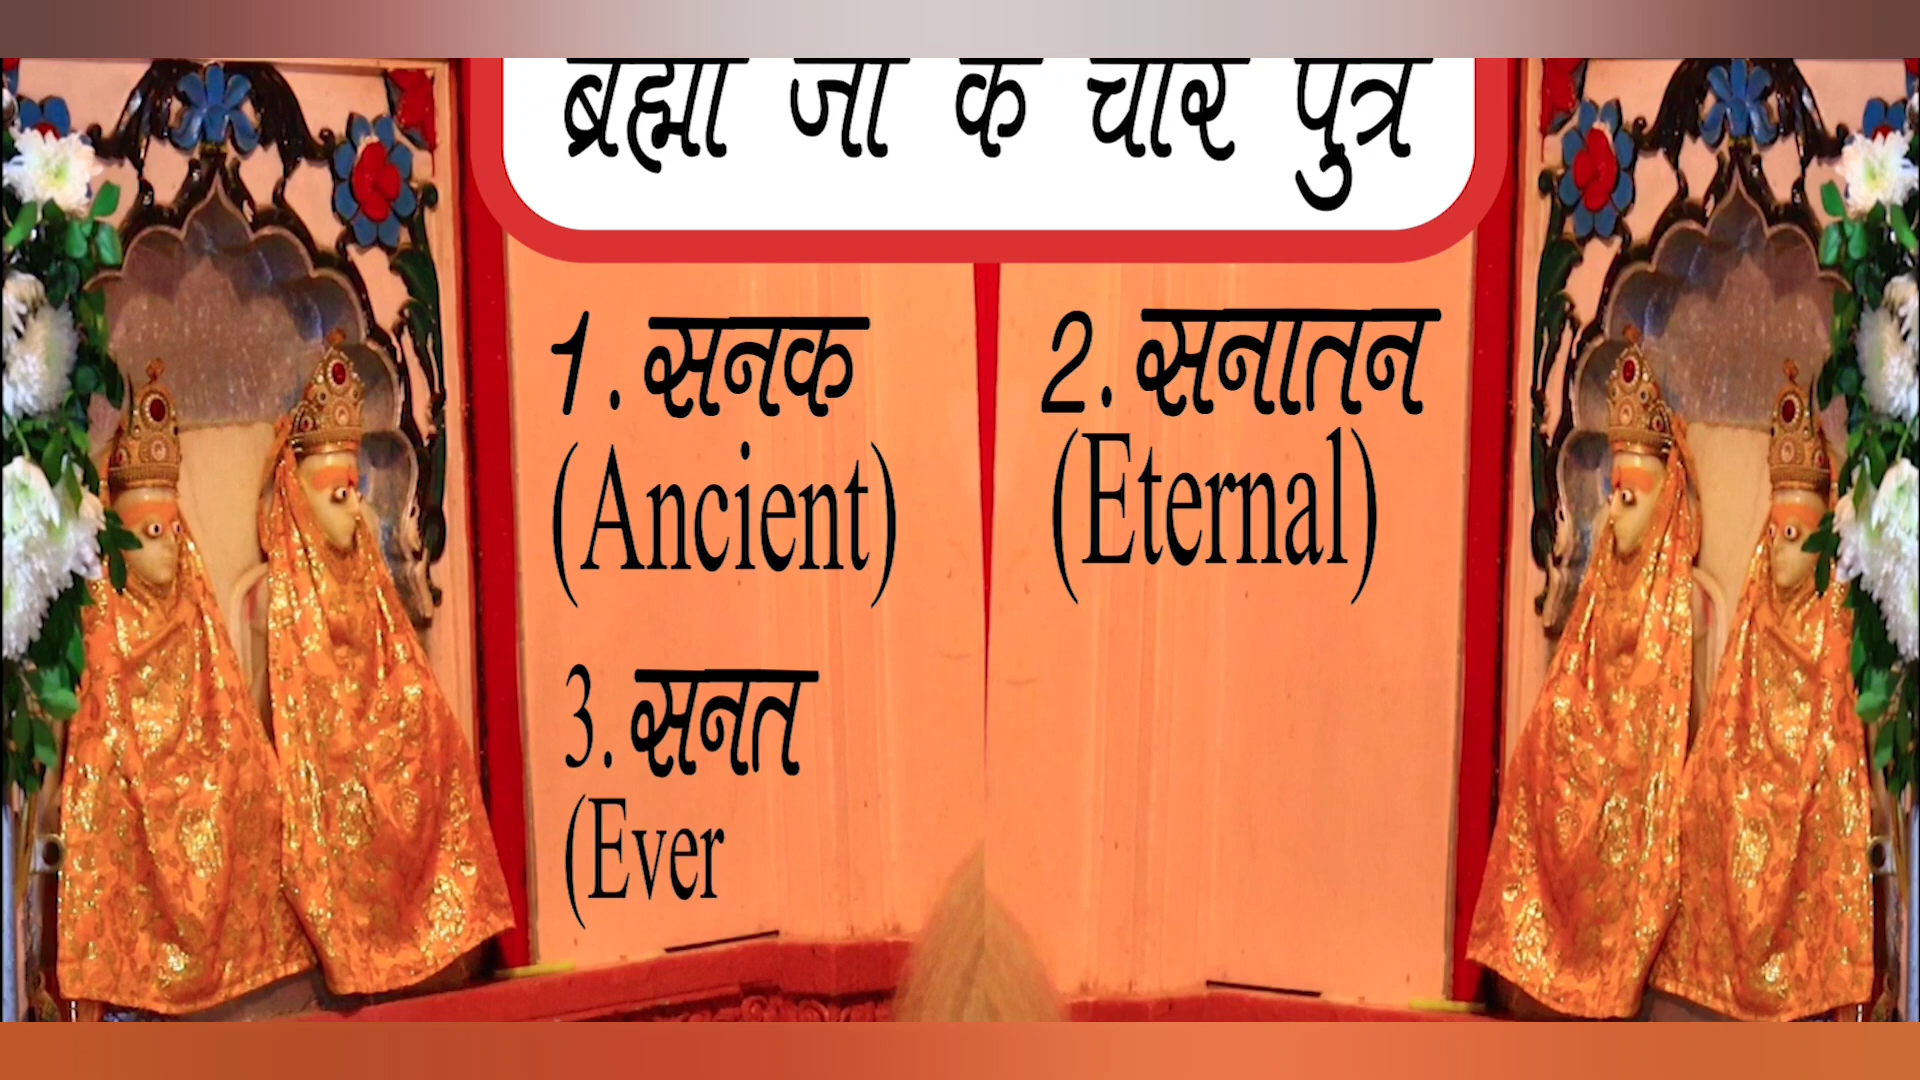 ब्रह्मा जी के चार पुत्र
1. सनक
(Ancient)
2. सनातन
(Eternal)
3. सनत
(Ever